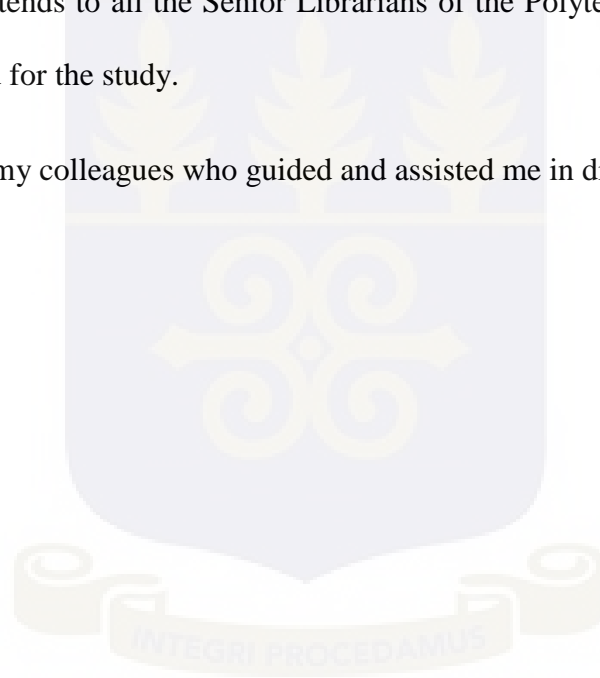 tends to all the Senior Librarians of the
for the study.
my colleagues who guided and assisted me in
INTEGRI PROCEDAMUS